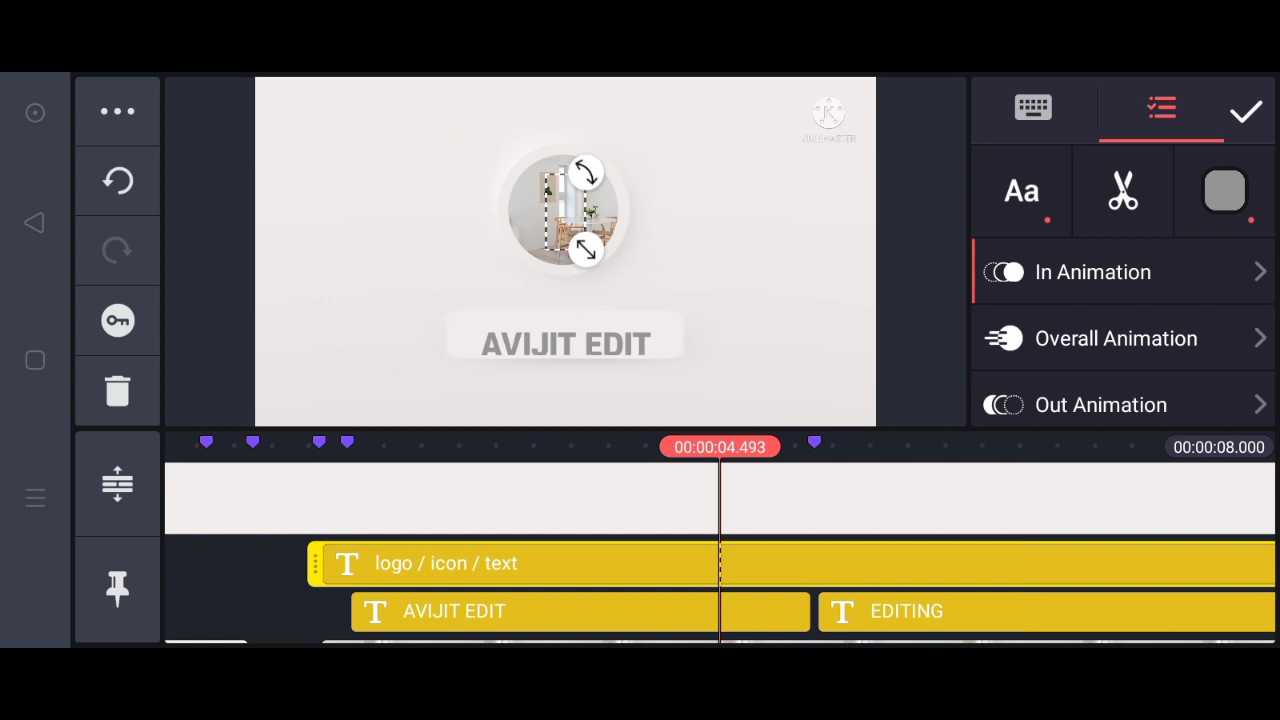 K
KINEMASTER
AVIJIT EDIT
Aa
In Animation
Overall Animation
Out Animation
00:00:04.493
00:00:08.000
T logo / icon / text
T AVIJIT EDIT
T EDITING